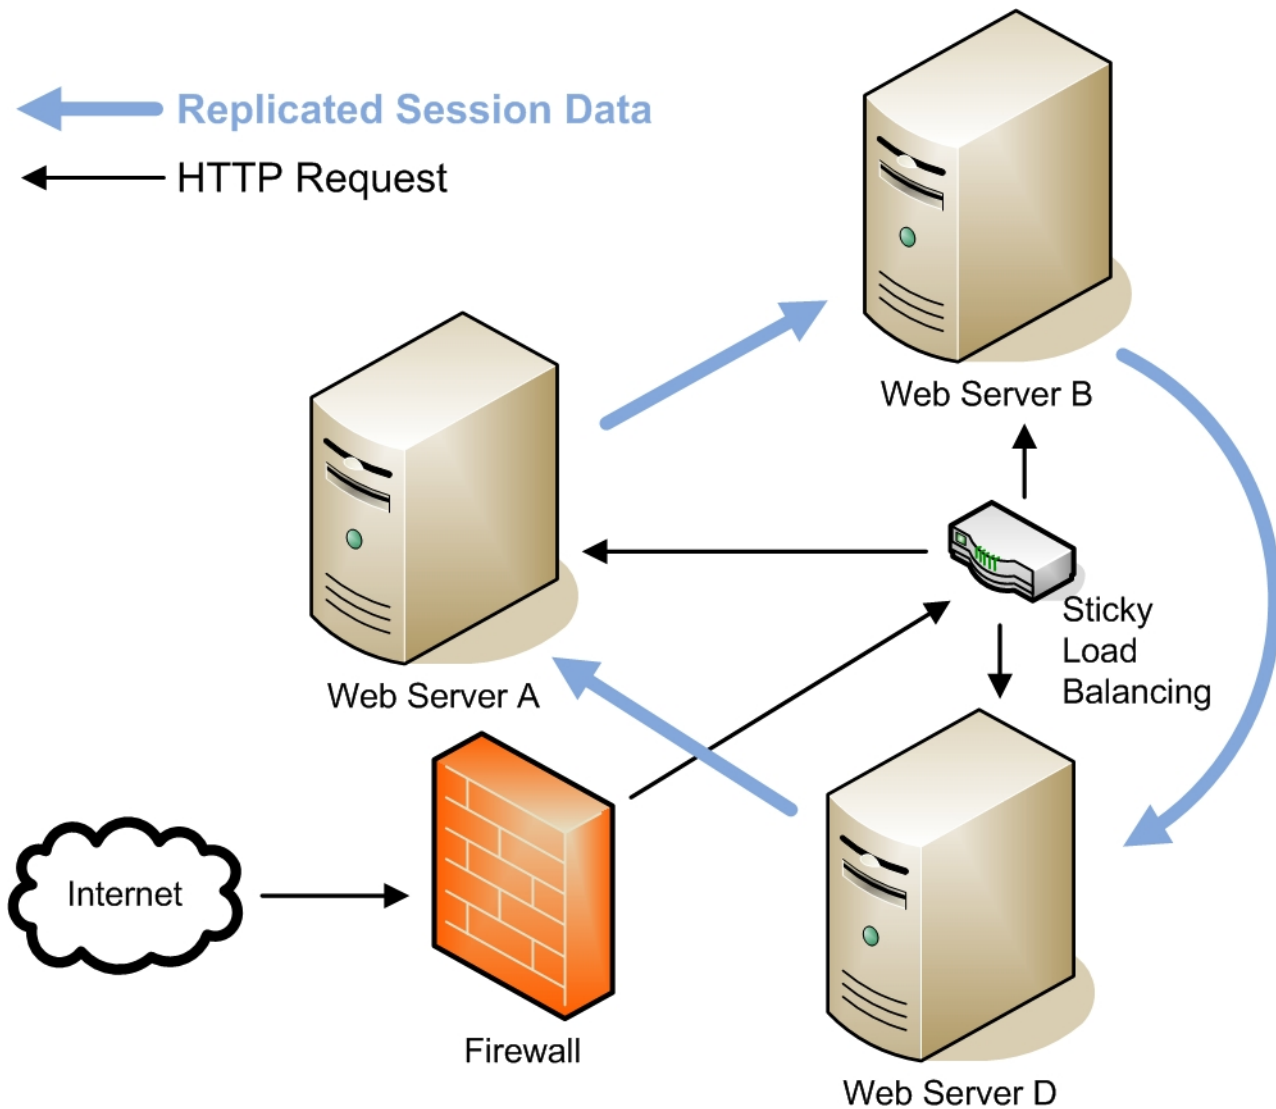 Replicated Session Data
HTTP Request
Web Server B
Sticky
Load
Balancing
Web Server A
Internet
Firewall
Web Server D